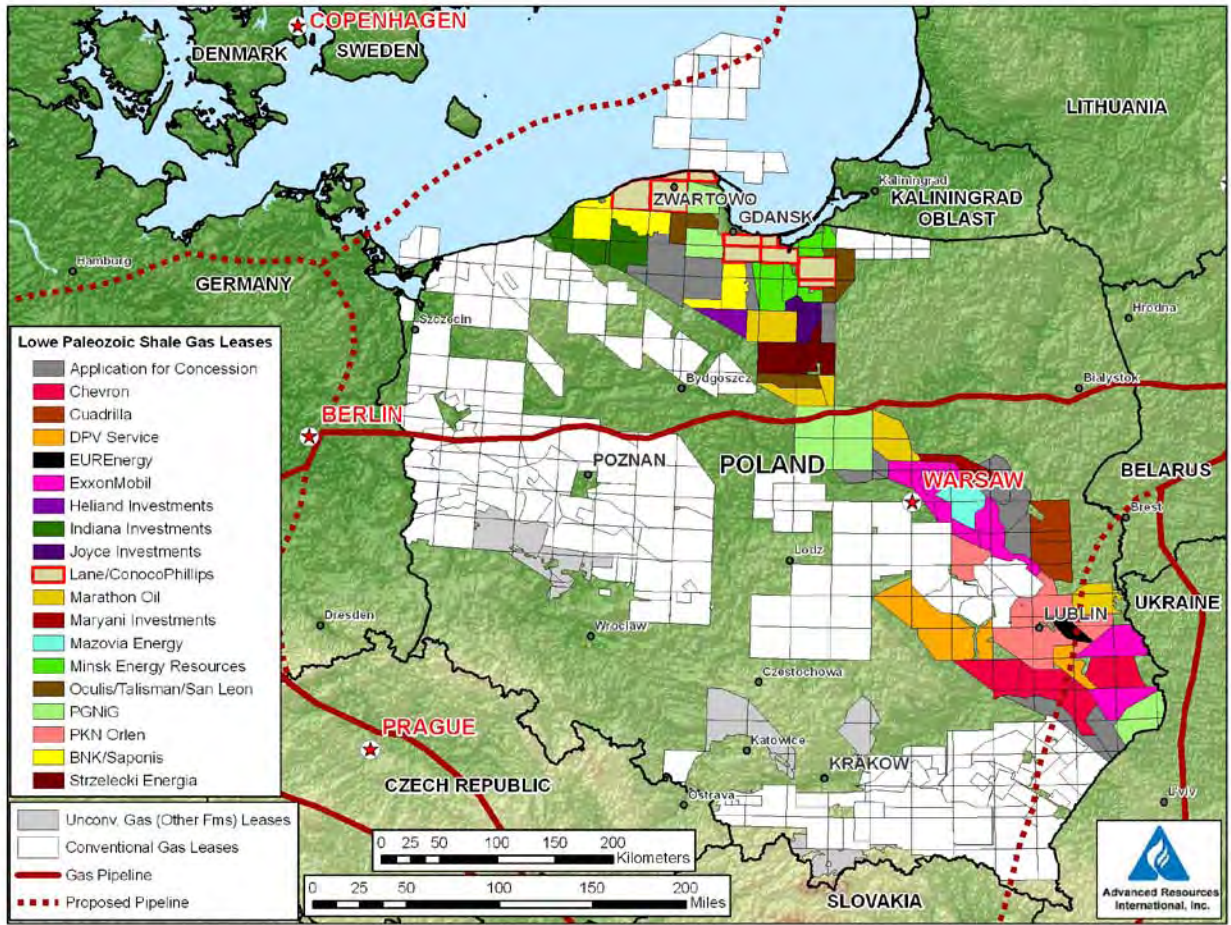 COPENHAGEN
DENMARK
SWEDEN
LITHUANIA
Kaliningrad
KALININGRAD
OBLAST
ZWARTOWO
GDANSK
Hamburg
GERMANY
Szczecin
Hrodna
Bydgoszcz
Bialystok
BERLIN
POZNAN
POLAND
WARSAW
BELARUS
Brest
Lodz
LUBLIN
UKRAINE
Dresden
Wroclaw
Czestochowa
PRAGUE
Katowice
KRAKOW
CZECH REPUBLIC
Ostrava
L'viv
SLOVAKIA
Lowe Paleozoic Shale Gas Leases
Application for Concession
Chevron
Cuadrilla
DPV Service
EUREnergy
ExxonMobil
Heliand Investments
Indiana Investments
Joyce Investments
Lane/ConocoPhillips
Marathon Oil
Maryani Investments
Mazovia Energy
Minsk Energy Resources
Oculis/Talisman/San Leon
PGNiG
PKN Orlen
BNK/Saponis
Strzelecki Energia
Unconv. Gas (Other Fms) Leases
Conventional Gas Leases
Gas Pipeline
Proposed Pipeline
0 25 50 100 150 200
Kilometers
0 25 50 100 150 200
Miles
Advanced Resources
International, Inc.